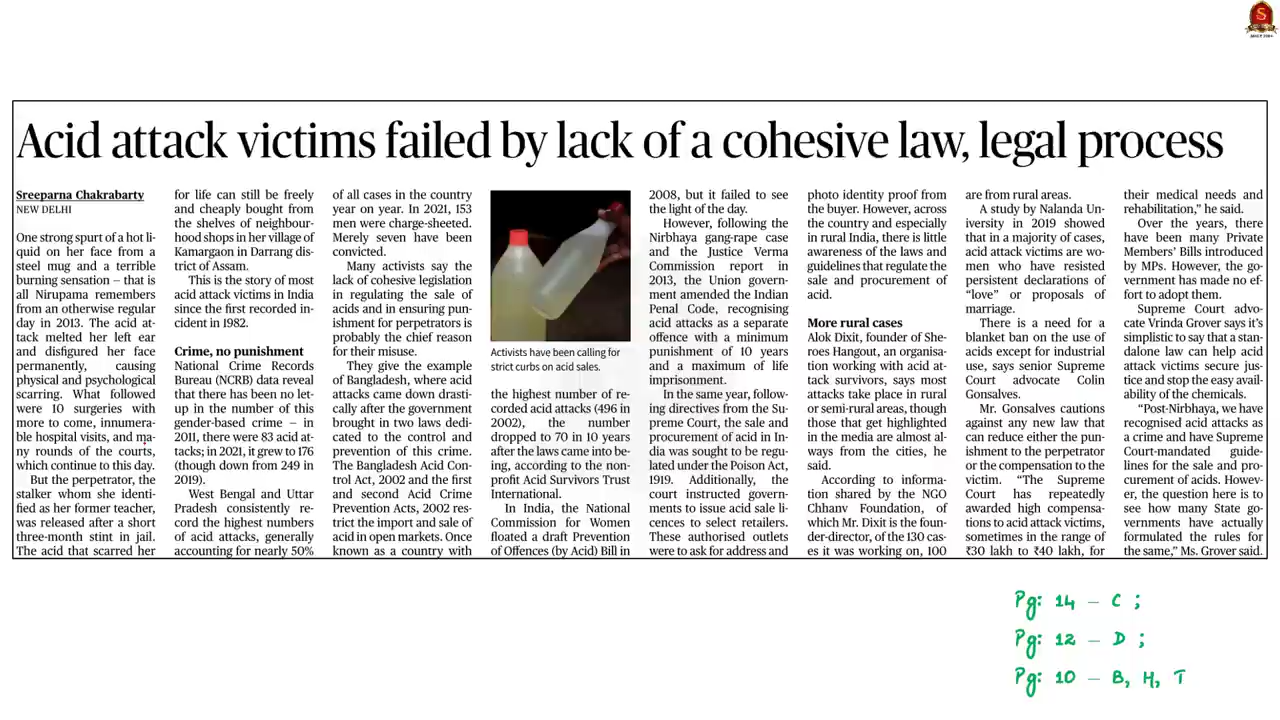 Acid attack victims failed by lack of a cohesive law, legal process
Sreeparna Chakrabarty
NEW DELHI
One strong spurt of a hot li-
quid on her face from a
steel mug and a terrible
burning sensation – that is
all Nirupama remembers
from an otherwise regular
day in 2013. The acid at-
tack melted her left ear
and disfigured her face
permanently, causing
physical and psychological
scarring. What followed
were 10 surgeries with
more to come, innumera-
ble hospital visits, and ma-
ny rounds of the courts,
which continue to this day.
But the perpetrator, the
stalker whom she identi-
fied as her former teacher,
was released after a short
three-month stint in jail.
The acid that scarred her
for life can still be freely
and cheaply bought from
the shelves of neighbour-
hood shops in her village of
Kamargaon in Darrang dis-
trict of Assam.
This is the story of most
acid attack victims in India
since the first recorded in-
cident in 1982.
Crime, no punishment
National Crime Records
Bureau (NCRB) data reveal
that there has been no let-
up in the number of this
gender-based crime – in
2011, there were 83 acid at-
tacks; in 2021, it grew to 176
(though down from 249 in
2019).
West Bengal and Uttar
Pradesh consistently re-
cord the highest numbers
of acid attacks, generally
accounting for nearly 50%
of all cases in the country
year on year. In 2021, 153
men were charge-sheeted.
Merely seven have been
convicted.
Many activists say the
lack of cohesive legislation
in regulating the sale of
acids and in ensuring pun-
ishment for perpetrators is
probably the chief reason
for their misuse.
They give the example
of Bangladesh, where acid
attacks came down drasti-
cally after the government
brought in two laws dedi-
cated to the control and
prevention of this crime.
The Bangladesh Acid Con-
trol Act, 2002 and the first
and second Acid Crime
Prevention Acts, 2002 res-
trict the import and sale of
acid in open markets. Once
known as a country with
Activists have been calling for
strict curbs on acid sales.
the highest number of re-
corded acid attacks (496 in
2002), the number
dropped to 70 in 10 years
after the laws came into be-
ing, according to the non-
profit Acid Survivors Trust
International.
In India, the National
Commission for Women
floated a draft Prevention
of Offences (by Acid) Bill in
2008, but it failed to see
the light of the day.
However, following the
Nirbhaya gang-rape case
and the Justice Verma
Commission report in
2013, the Union govern-
ment amended the Indian
Penal Code, recognising
acid attacks as a separate
offence with a minimum
punishment of 10 years
and a maximum of life
imprisonment.
In the same year, follow-
ing directives from the Su-
preme Court, the sale and
procurement of acid in In-
dia was sought to be regu-
lated under the Poison Act,
1919. Additionally, the
court instructed govern-
ments to issue acid sale li-
cences to select retailers.
These authorised outlets
were to ask for address and
photo identity proof from
the buyer. However, across
the country and especially
in rural India, there is little
awareness of the laws and
guidelines that regulate the
sale and procurement of
acid.
More rural cases
Alok Dixit, founder of She-
roes Hangout, an organisa-
tion working with acid at-
tack survivors, says most
attacks take place in rural
or semi-rural areas, though
those that get highlighted
in the media are almost al-
ways from the cities, he
said.
According to informa-
tion shared by the NGO
Chhanv Foundation, of
which Mr. Dixit is the foun-
der-director, of the 130 cas-
es it was working on, 100
are from rural areas.
A study by Nalanda Un-
iversity in 2019 showed
that in a majority of cases,
acid attack victims are wo-
men who have resisted
persistent declarations of
“love” or proposals of
marriage.
There is a need for a
blanket ban on the use of
acids except for industrial
use, says senior Supreme
Court advocate Colin
Gonsalves.
Mr. Gonsalves cautions
against any new law that
can reduce either the pun-
ishment to the perpetrator
or the compensation to the
victim. “The Supreme
Court has repeatedly
awarded high compensa-
tions to acid attack victims,
sometimes in the range of
₹30 lakh to ₹40 lakh, for
their medical needs and
rehabilitation,” he said.
Over the years, there
have been many Private
Members’ Bills introduced
by MPs. However, the go-
vernment has made no ef-
fort to adopt them.
Supreme Court advo-
cate Vrinda Grover says it’s
simplistic to say that a stan-
dalone law can help acid
attack victims secure jus-
tice and stop the easy avail-
ability of the chemicals.
“Post-Nirbhaya, we have
recognised acid attacks as
a crime and have Supreme
Court-mandated guide-
lines for the sale and pro-
curement of acids. Howev-
er, the question here is to
see how many State go-
vernments have actually
formulated the rules for
the same,” Ms. Grover said.
Pg: 14 – C ;
Pg: 12 – D ;
Pg: 10 – B, H, T